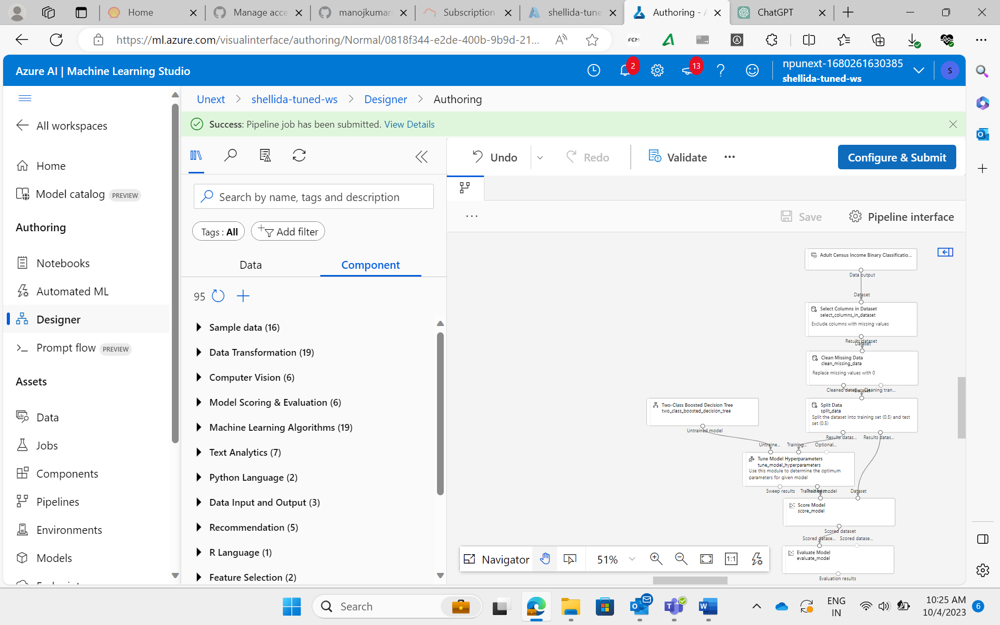 Home
Manage acce
manojkumar
Subscription
shellida-tune
Authoring - A
ChatGPT
https://ml.azure.com/visualinterface/authoring/Normal/0818f344-e2de-400b-9b9d-21...
Azure AI | Machine Learning Studio
2
13
npunext-1680261630385
shellida-tuned-ws
S
Unext > shellida-tuned-ws > Designer > Authoring
Success: Pipeline job has been submitted. View Details
All workspaces
Home
Model catalog PREVIEW
Authoring
Notebooks
Automated ML
Designer
Prompt flow PREVIEW
Assets
Data
Jobs
Components
Pipelines
Environments
Models
Undo
Redo
Validate
Configure & Submit
Search by name, tags and description
Tags : All
Add filter
Data
Component
95
Sample data (16)
Data Transformation (19)
Computer Vision (6)
Model Scoring & Evaluation (6)
Machine Learning Algorithms (19)
Text Analytics (7)
Python Language (2)
Data Input and Output (3)
Recommendation (5)
R Language (1)
Feature Selection (2)
Save
Pipeline interface
Adult Census Income Binary Classificatio...
Data output
Dataset
Select Columns in Dataset
select_columns_in_dataset
Exclude columns with missing values
Results dataset
Dataset
Clean Missing Data
clean_missing_data
Replace missing values with 0
Cleaned data
Dataset
Cleaning tran...
Two-Class Boosted Decision Tree
two_class_boosted_decision_tree
Untrained model
Split Data
split_data
Split the dataset into training set (0.5) and test
set (0.5)
Results datas...
Results datas...
Untraine...
Training...
Optional...
Tune Model Hyperparameters
tune_model_hyperparameters
Use this module to determine the optimum
parameters for given model
Sweep results
Trained model
Dataset
Score Model
score_model
Scored dataset
Scored datase...
Scored datase...
Evaluate Model
evaluate_model
Evaluation results
Navigator
51%
1:1
Search
ENG
IN
10:25 AM
10/4/2023
6